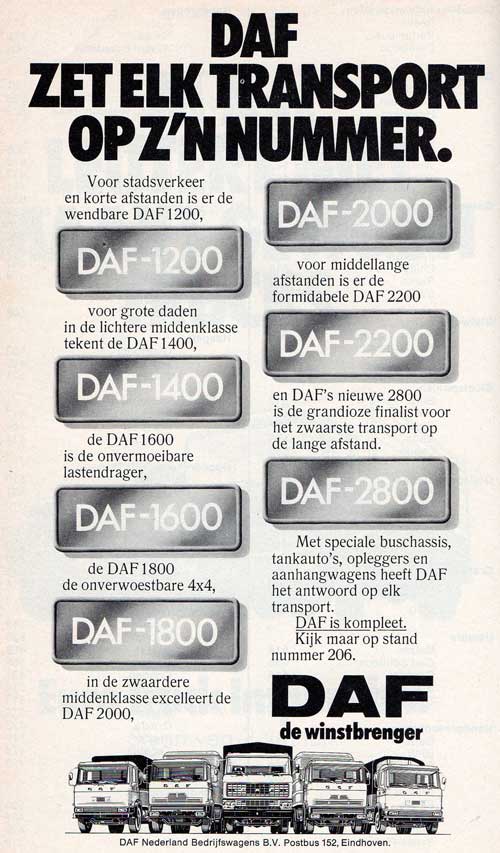 DAF
ZET ELK TRANSPORT
OP Z'N NUMMER.
Voor stadsverkeer
en korte afstanden is er de
wendbare DAF 1200,
DAF-1200
voor grote daden
in de lichtere middenklasse
tekent de DAF 1400,
DAF-1400
de DAF 1600
is de onvermoeibare
lastendrager,
DAF-1600
de DAF 1800
de onverwoestbare 4x4,
DAF-1800
in de zwaardere
middenklasse excelleert de
DAF 2000,
DAF-2000
voor middellange
afstanden is er de
formidabele DAF 2200
DAF-2200
en DAF's nieuwe 2800
is de grandioze finalist voor
het zwaarste transport op
de lange afstand.
DAF-2800
Met speciale buschassis,
tankauto's, opleggers en
aanhangwagens heeft DAF
het antwoord op elk
transport.
DAF is kompleet.
Kijk maar op stand
nummer 206.
DAF
de winstbrenger
DAF
DAF
DAF
DAF
DAF Nederland Bedrijfswagens B.V. Postbus 152, Eindhoven.